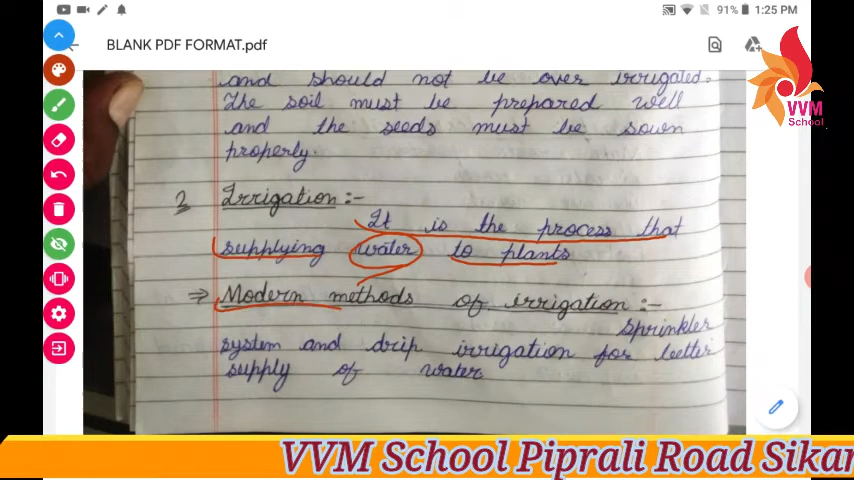 91% 1:25 PM
BLANK PDF FORMAT.pdf
VVM
School
and should not be over irrigated.
The soil must be prepared well
and the seeds must be sown
properly.
2 Irrigation :-
It is the process that
supplying water to plants
⇒ Modern methods of irrigation :-
sprinkler
system and drip irrigation for better
supply of water
VVM School Piprali Road Sikar